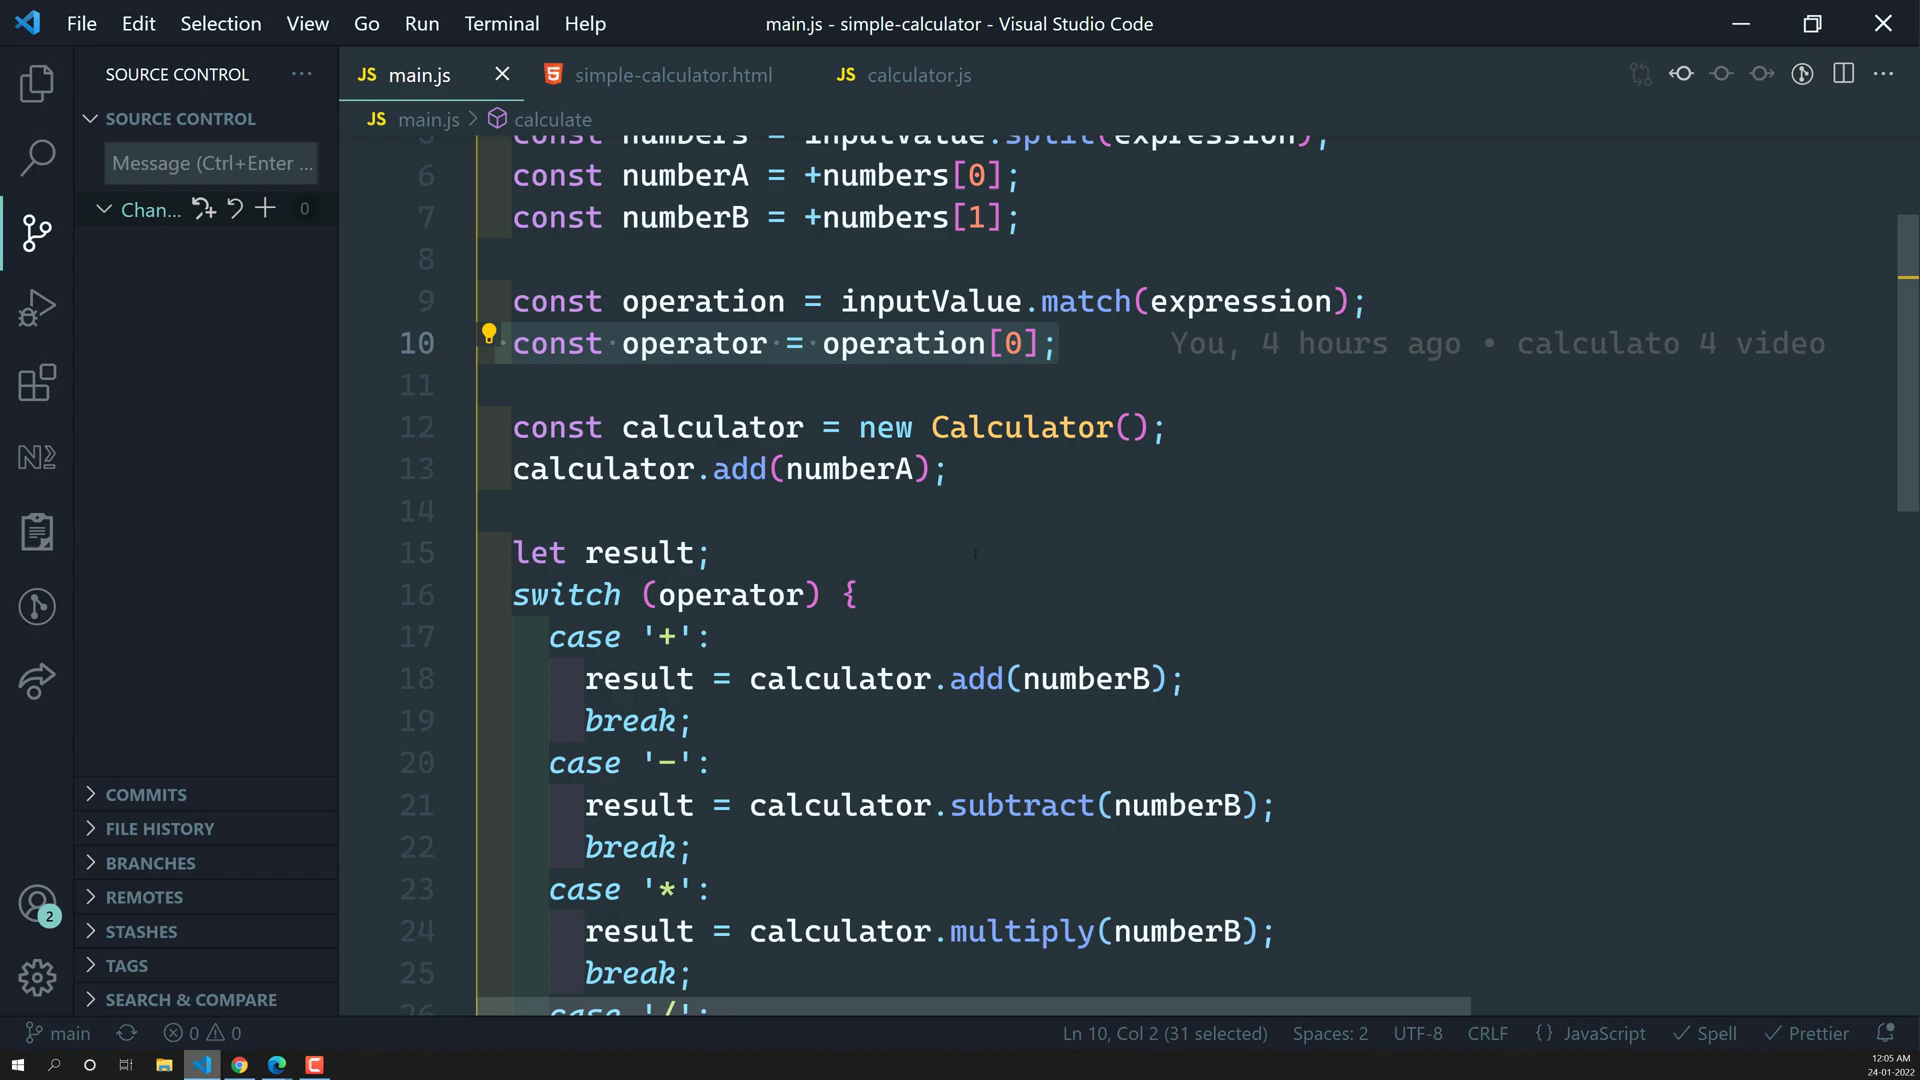 File Edit Selection View Go Run Terminal Help
main.js - simple-calculator - Visual Studio Code
SOURCE CONTROL
JS main.js
simple-calculator.html
JS calculator.js
SOURCE CONTROL
JS main.js > calculate
Message (Ctrl+Enter ...
Chan... 0
const numbers = inputValue.split(expression);
6 const numberA = +numbers[0];
7 const numberB = +numbers[1];
8
9 const operation = inputValue.match(expression);
10 const operator = operation[0]; You, 4 hours ago • calculato 4 video
11
12 const calculator = new Calculator();
13 calculator.add(numberA);
14
15 let result;
16 switch (operator) {
17 case '+':
18 result = calculator.add(numberB);
19 break;
20 case '-':
21 result = calculator.subtract(numberB);
22 break;
23 case '*':
24 result = calculator.multiply(numberB);
25 break;
26 case '/':
COMMITS
FILE HISTORY
BRANCHES
REMOTES
STASHES
TAGS
SEARCH & COMPARE
2
main 0 0
Ln 10, Col 2 (31 selected) Spaces: 2 UTF-8 CRLF {} JavaScript Spell Prettier
12:05 AM
24-01-2022